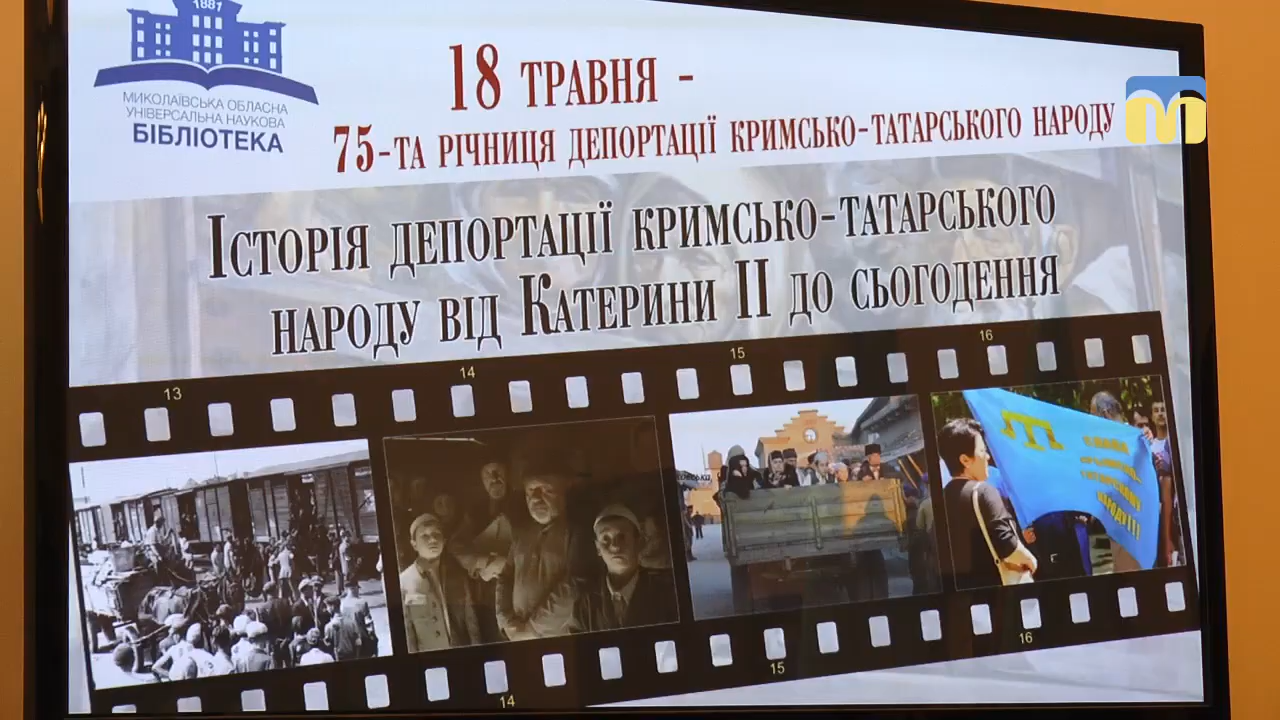 1881
МИКОЛАЇВСЬКА ОБЛАСНА
УНІВЕРСАЛЬНА НАУКОВА
БІБЛІОТЕКА
18 ТРАВНЯ -
75-ТА РІЧНИЦЯ ДЕПОРТАЦІЇ КРИМСЬКО-ТАТАРСЬКОГО НАРОДУ
ІСТОРІЯ ДЕПОРТАЦІЇ КРИМСЬКО-ТАТАРСЬКОГО
НАРОДУ ВІД КАТЕРИНИ II ДО СЬОГОДЕННЯ
13 14 15 16
НАРОДУ!!!
14 15 16